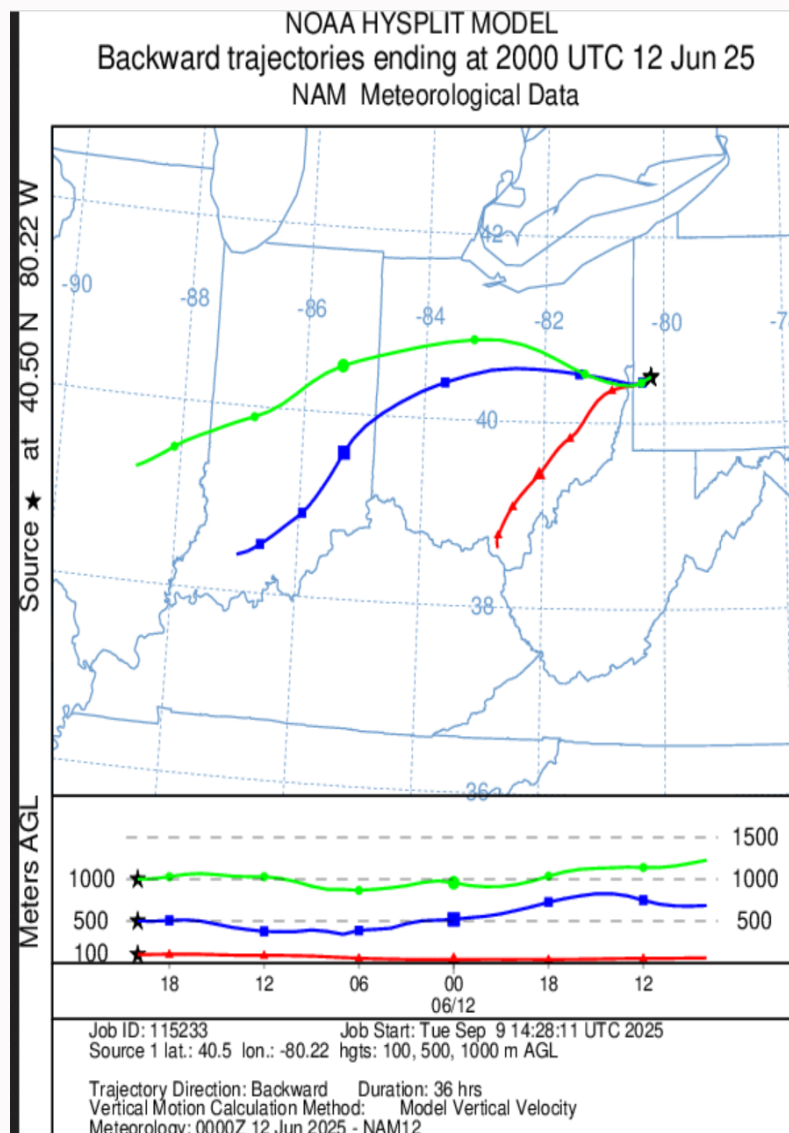 NOAA HYSPLIT MODEL
Backward trajectories ending at 2000 UTC 12 Jun 25
NAM Meteorological Data
Source ★ at 40.50 N 80.22 W
-90
-88
-86
-84
-82
-80
42
40
38
36
Meters AGL
1500
1000 1000
500 500
100
18 12 06 00 18 12
06/12
Job ID: 115233 Job Start: Tue Sep 9 14:28:11 UTC 2025
Source 1 lat.: 40.5 lon.: -80.22 hgts: 100, 500, 1000 m AGL
Trajectory Direction: Backward Duration: 36 hrs
Vertical Motion Calculation Method: Model Vertical Velocity
Meteorology: 0000Z 12 Jun 2025 - NAM12